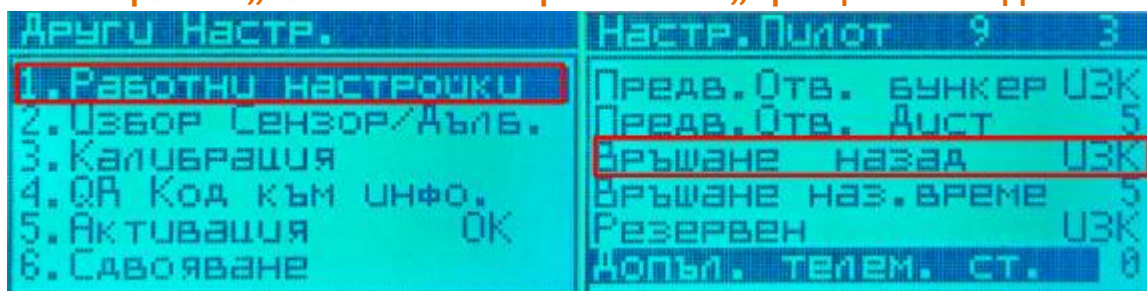 Други Настр.
1.Работни настройки
2.Избор Сензор/Дълб.
3.Калибрация
4.QR Код към инфо.
5.Активация OK
6.Сдвояване
Настр.Пилот 9 3
Предв.Отв. бункер ИЗК
Предв.Отв. Дист 5
Връщане назад ИЗК
Връщане наз.време 5
Резервен ИЗК
Допъл. телем. ст. 0